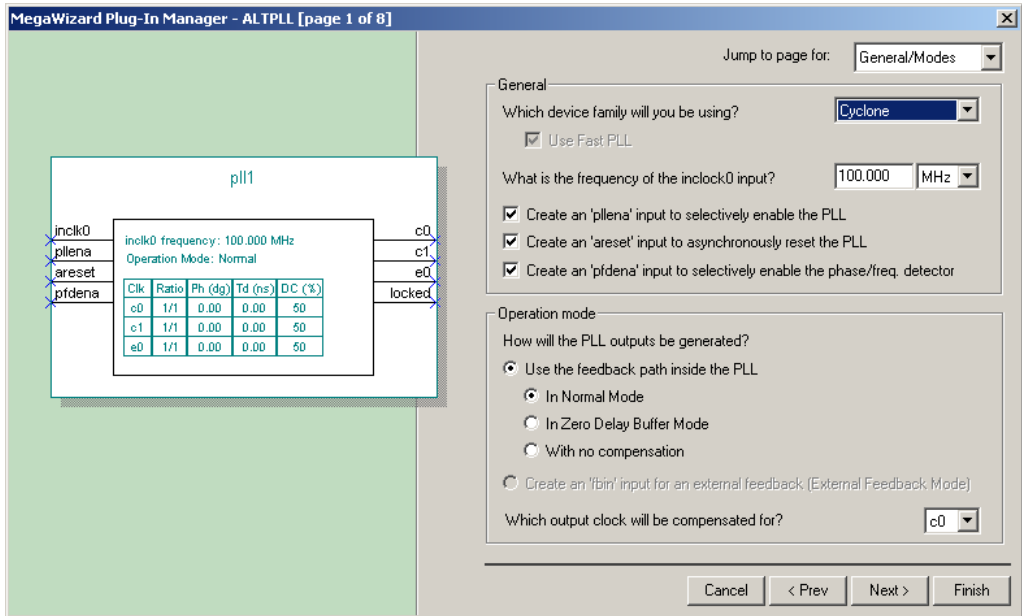 MegaWizard Plug-In Manager - ALTPLL [page 1 of 8]
Jump to page for: General/Modes
General
Which device family will you be using? Cyclone
Use Fast PLL
What is the frequency of the inclock0 input? 100.000 MHz
Create an 'pllena' input to selectively enable the PLL
Create an 'areset' input to asynchronously reset the PLL
Create an 'pfdena' input to selectively enable the phase/freq. detector
pll1
inclk0
pllena
areset
pfdena
inclk0 frequency: 100.000 MHz
Operation Mode: Normal
Clk Ratio Ph (dg) Td (ns) DC (%)
c0 1/1 0.00 0.00 50
c1 1/1 0.00 0.00 50
e0 1/1 0.00 0.00 50
c0
c1
e0
locked
Operation mode
How will the PLL outputs be generated?
Use the feedback path inside the PLL
In Normal Mode
In Zero Delay Buffer Mode
With no compensation
Create an 'fbin' input for an external feedback (External Feedback Mode)
Which output clock will be compensated for? c0
Cancel < Prev Next > Finish